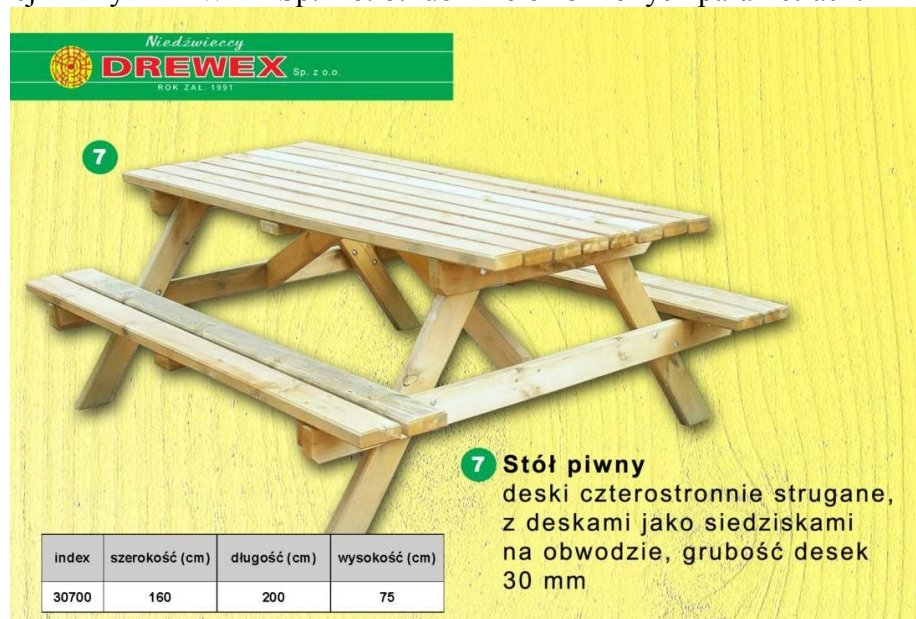 Niedźwieccy
DREWEX Sp. z o.o.
ROK ZAŁ. 1991
7
7 Stół piwny
deski czterostronnie strugane,
z deskami jako siedziskami
na obwodzie, grubość desek
30 mm
index szerokość (cm) długość (cm) wysokość (cm)
30700 160 200 75